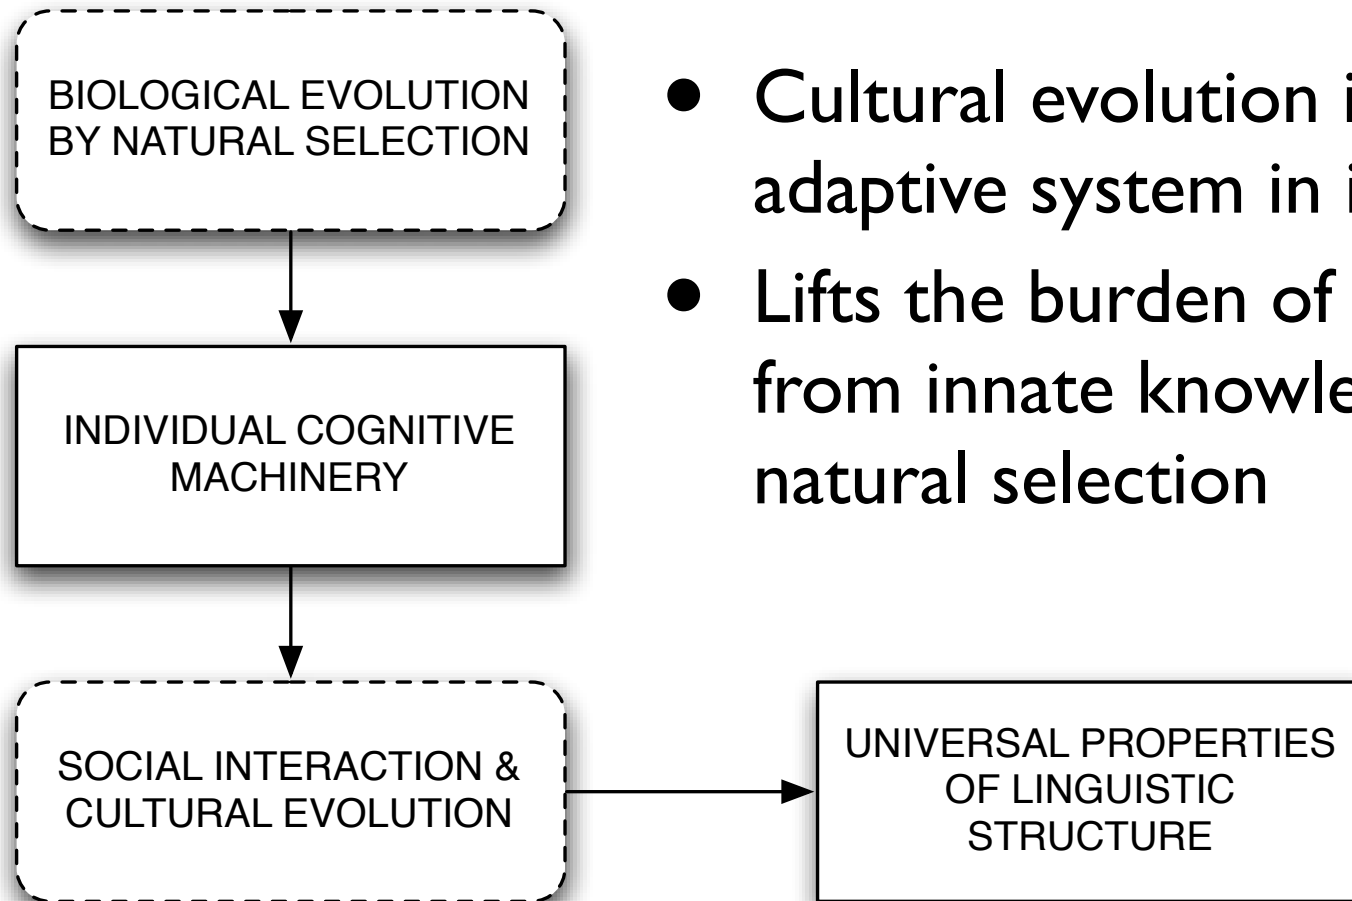 BIOLOGICAL EVOLUTION
BY NATURAL SELECTION
INDIVIDUAL COGNITIVE
MACHINERY
SOCIAL INTERACTION &
CULTURAL EVOLUTION
UNIVERSAL PROPERTIES
OF LINGUISTIC
STRUCTURE
• Cultural evolution
adaptive system in
• Lifts the burden of
from innate
natural selection